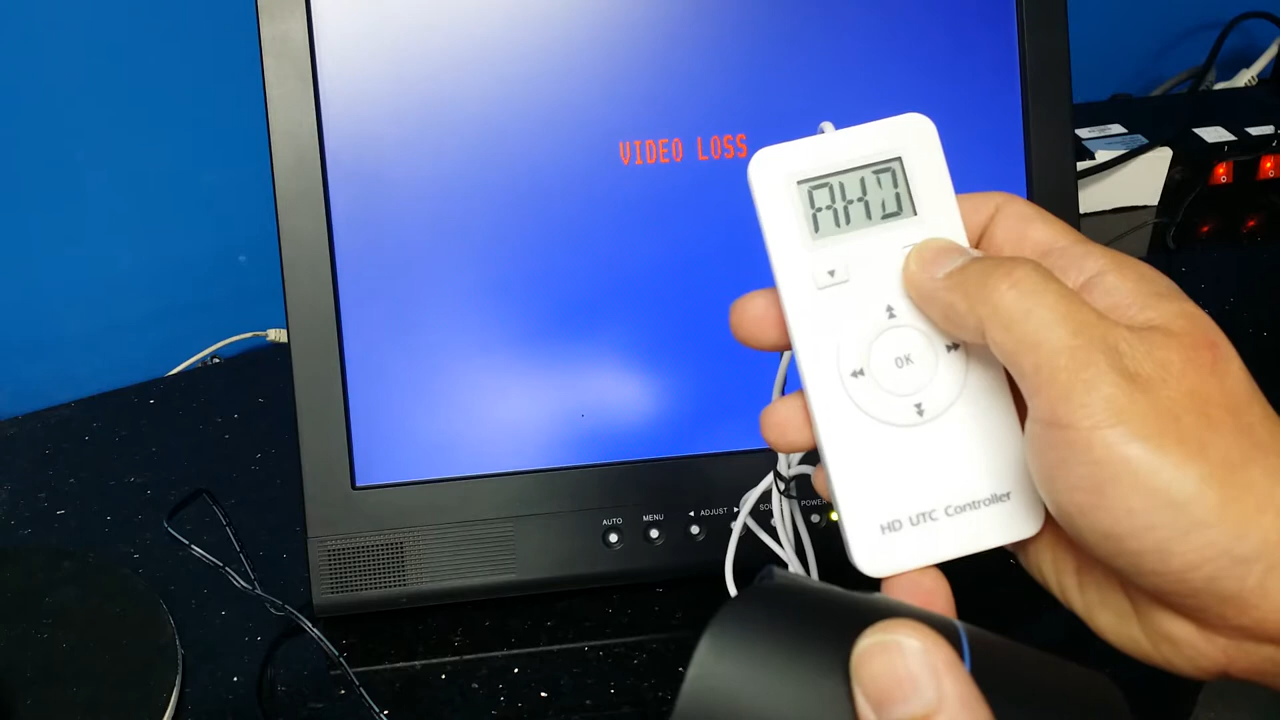 VIDEO LOSS
AHD
OK
HD UTC Controller
AUTO
MENU
ADJUST
POWER